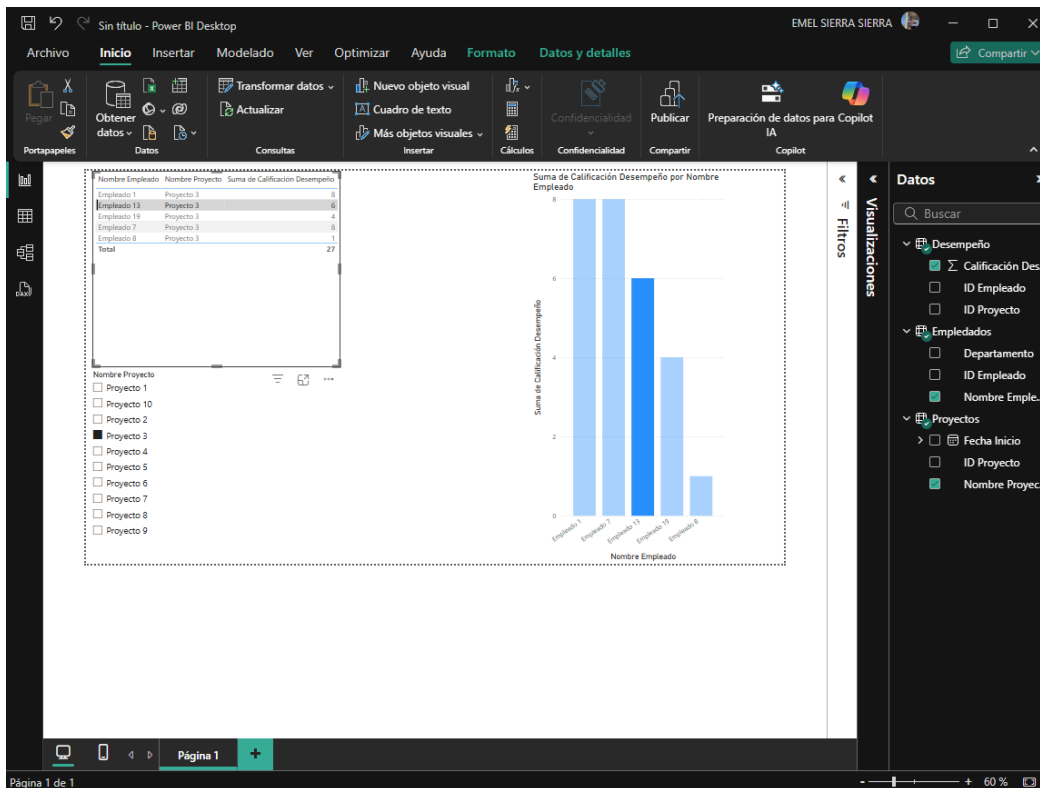 Sin título - Power BI Desktop
EMEL SIERRA SIERRA
Archivo Inicio Insertar Modelado Ver Optimizar Ayuda Formato Datos y detalles
Compartir
Pegar
Portapapeles
Obtener datos
Datos
Transformar datos
Actualizar
Consultas
Nuevo objeto visual
Cuadro de texto
Más objetos visuales
Insertar
Cálculos
Confidencialidad
Confidencialidad
Publicar
Compartir
Preparación de datos para Copilot
IA
Copilot
Nombre Empleado Nombre Proyecto Suma de Calificación Desempeño
Empleado 1 Proyecto 3 8
Empleado 13 Proyecto 3 6
Empleado 19 Proyecto 3 4
Empleado 7 Proyecto 3 8
Empleado 8 Proyecto 3 1
Total 27
Nombre Proyecto
Proyecto 1
Proyecto 10
Proyecto 2
Proyecto 3
Proyecto 4
Proyecto 5
Proyecto 6
Proyecto 7
Proyecto 8
Proyecto 9
Suma de Calificación Desempeño por Nombre
Empleado
Suma de Calificación Desempeño
8
6
4
2
0
Empleado 1
Empleado 7
Empleado 13
Empleado 19
Empleado 8
Nombre Empleado
Filtros
Visualizaciones
Datos
Buscar
Desempeño
Calificación Des
ID Empleado
ID Proyecto
Empledados
Departamento
ID Empleado
Nombre Emple...
Proyectos
Fecha Inicio
ID Proyecto
Nombre Proyec...
Página 1
Página 1 de 1
- + 60 %